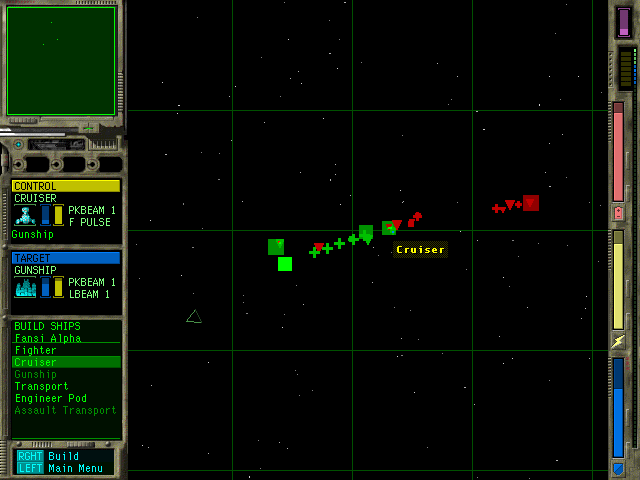 CONTROL
CRUISER
PKBEAM 1
F PULSE
Gunship
TARGET
GUNSHIP
PKBEAM 1
LBEAM 1
BUILD SHIPS
Fansi Alpha
Fighter
Cruiser
Gunship
Transport
Engineer Pod
Assault Transport
RGHT Build
LEFT Main Menu
Cruiser